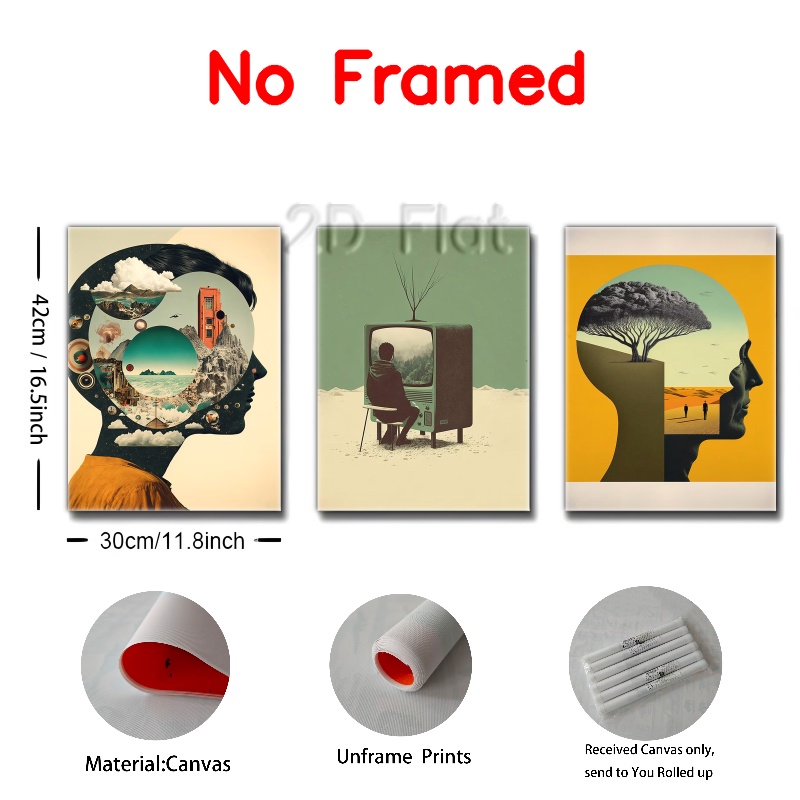 No Framed
2D Flat
42cm / 16.5inch
30cm/11.8inch
Material:Canvas
Unframe Prints
Received Canvas only,
send to You Rolled up